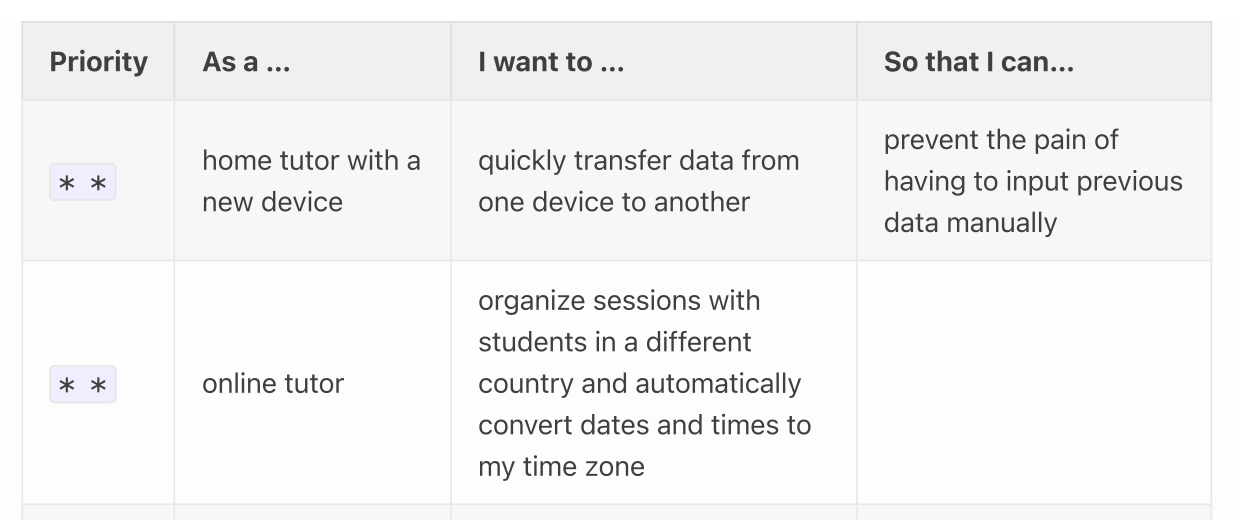 Priority As a ... I want to ... So that I can...
prevent the pain of
home tutor with a quickly transfer data from
* * having to input previous
new device one device to another
data manually
organize sessions with
students in a different
* * online tutor country and automatically
convert dates and times to
my time zone